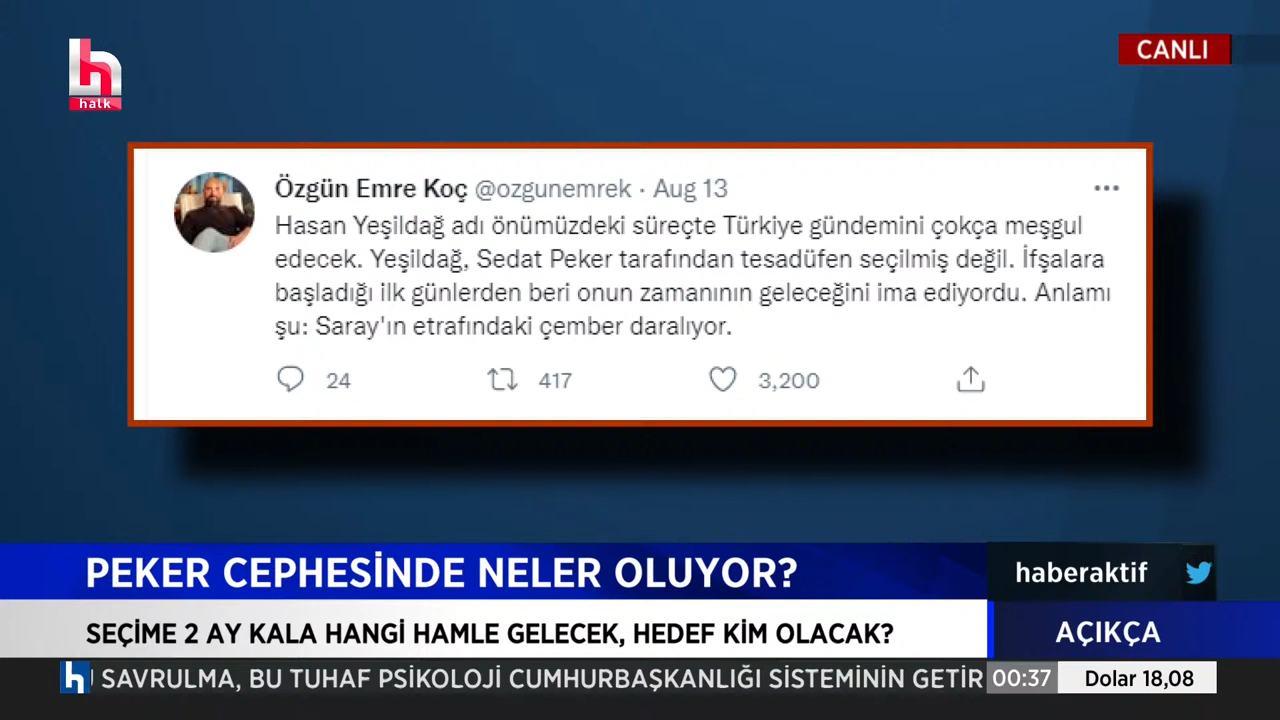 h
halk
CANLI
Özgün Emre Koç @ozgunemrek · Aug 13
Hasan Yeşildağ adı önümüzdeki süreçte Türkiye gündemini çokça meşgul
edecek. Yeşildağ, Sedat Peker tarafından tesadüfen seçilmiş değil. İfşalara
başladığı ilk günlerden beri onun zamanının geleceğini ima ediyordu. Anlamı
şu: Saray'ın etrafındaki çember daralıyor.
24 417 3,200
PEKER CEPHESİNDE NELER OLUYOR?
haberaktif
SEÇİME 2 AY KALA HANGİ HAMLE GELECEK, HEDEF KİM OLACAK?
AÇIKÇA
h SAVRULMA, BU TUHAF PSİKOLOJİ CUMHURBAŞKANLIĞI SİSTEMİNİN GETİR 00:37 Dolar 18,08